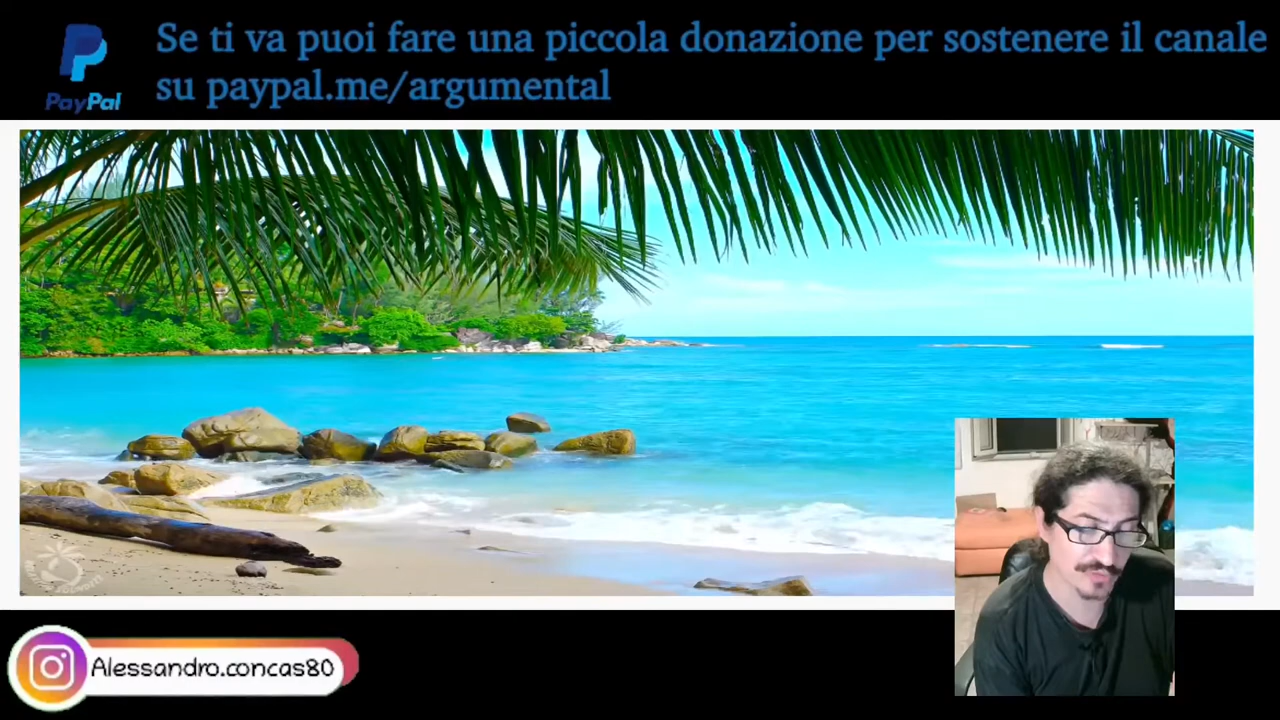 Se ti va puoi fare una piccola donazione per sostenere il canale
su paypal.me/argumental
PayPal
Alessandro.concas80